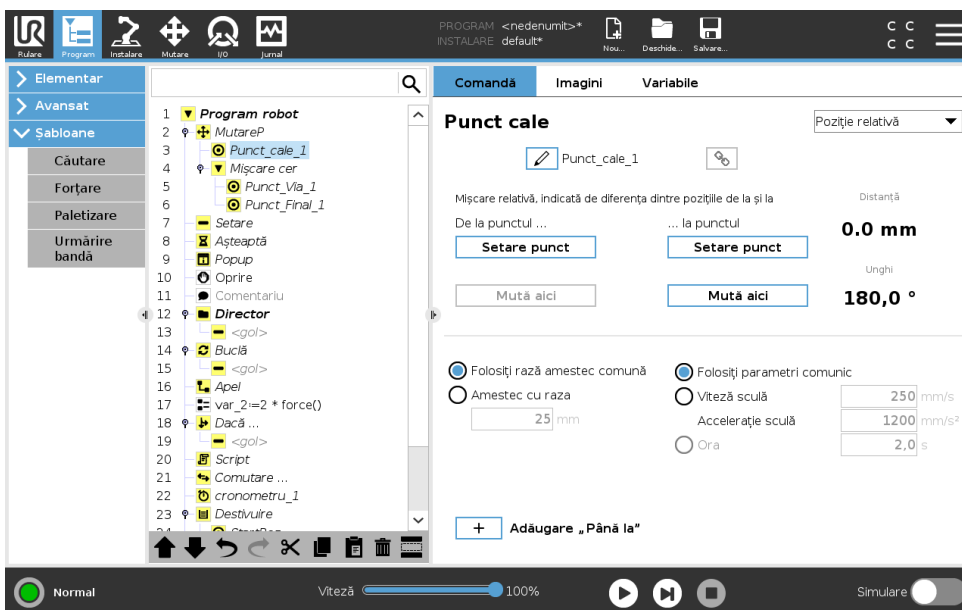 PROGRAM <nedenumit>*
INSTALARE default*
Rulare
Program
Instalare
Mutare
I/O
Jurnal
Nou...
Deschide...
Salvare...
C C
C C
Elementar
Avansat
Șabloane
Căutare
Forțare
Paletizare
Urmărire
bandă
1 Program robot
2 MutareP
3 Punct_cale_1
4 Mișcare cer
5 Punct_Via_1
6 Punct_Final_1
7 Setare
8 Așteaptă
9 Popup
10 Oprire
11 Comentariu
12 Director
13 <gol>
14 Buclă
15 <gol>
16 Apel
17 var_2≔2 * force()
18 Dacă ...
19 <gol>
20 Script
21 Comutare ...
22 cronometru_1
23 Destivuire
Comandă
Imagini
Variabile
Punct cale
Poziție relativă
Punct_cale_1
Mișcare relativă, indicată de diferența dintre pozițiile de la și la
Distanță
De la punctul ...
... la punctul
0.0 mm
Setare punct
Setare punct
Unghi
Mută aici
Mută aici
180,0 °
Folosiți rază amestec comună
Folosiți parametri comunic
Amestec cu raza
Viteză sculă
250 mm/s
25 mm
Accelerație sculă
1200 mm/s²
Ora
2,0 s
+ Adăugare „Până la”
Normal
Viteză
100%
Simulare